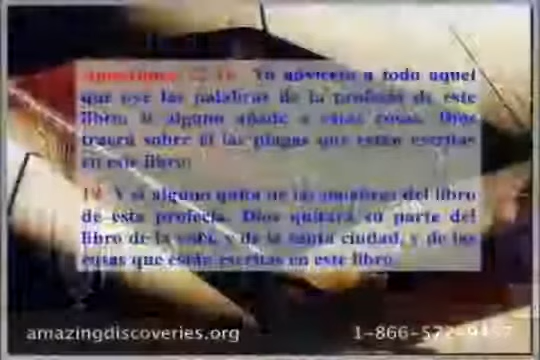 Apocalipsis 22:18 Yo advierto a todo aquel
que oye las palabras de la profecía de este
libro, si alguno añade a estas cosas, Dios
traerá sobre él las plagas que están escritas
en este libro;
19 Y si alguno quita de las palabras del libro
de esta profecía, Dios quitará su parte del
libro de la vida, y de la santa ciudad, y de las
cosas que están escritas en este libro.
amazingdiscoveries.org
1-866-572